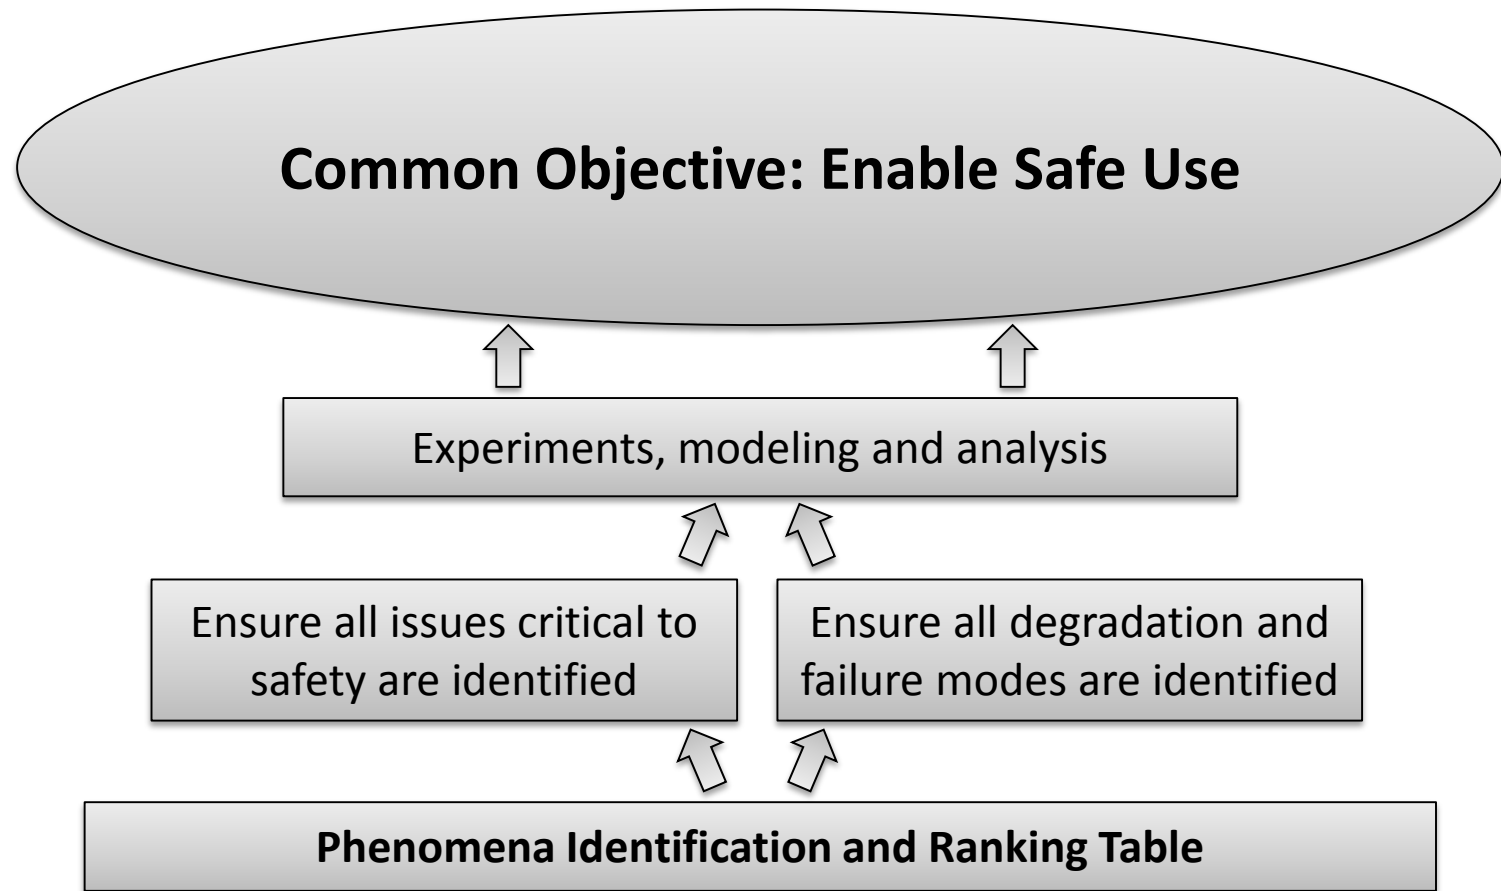 Common Objective: Enable Safe Use
Experiments, modeling and analysis
Ensure all issues critical to
safety are identified
Ensure all degradation and
failure modes are identified
Phenomena Identification and Ranking Table